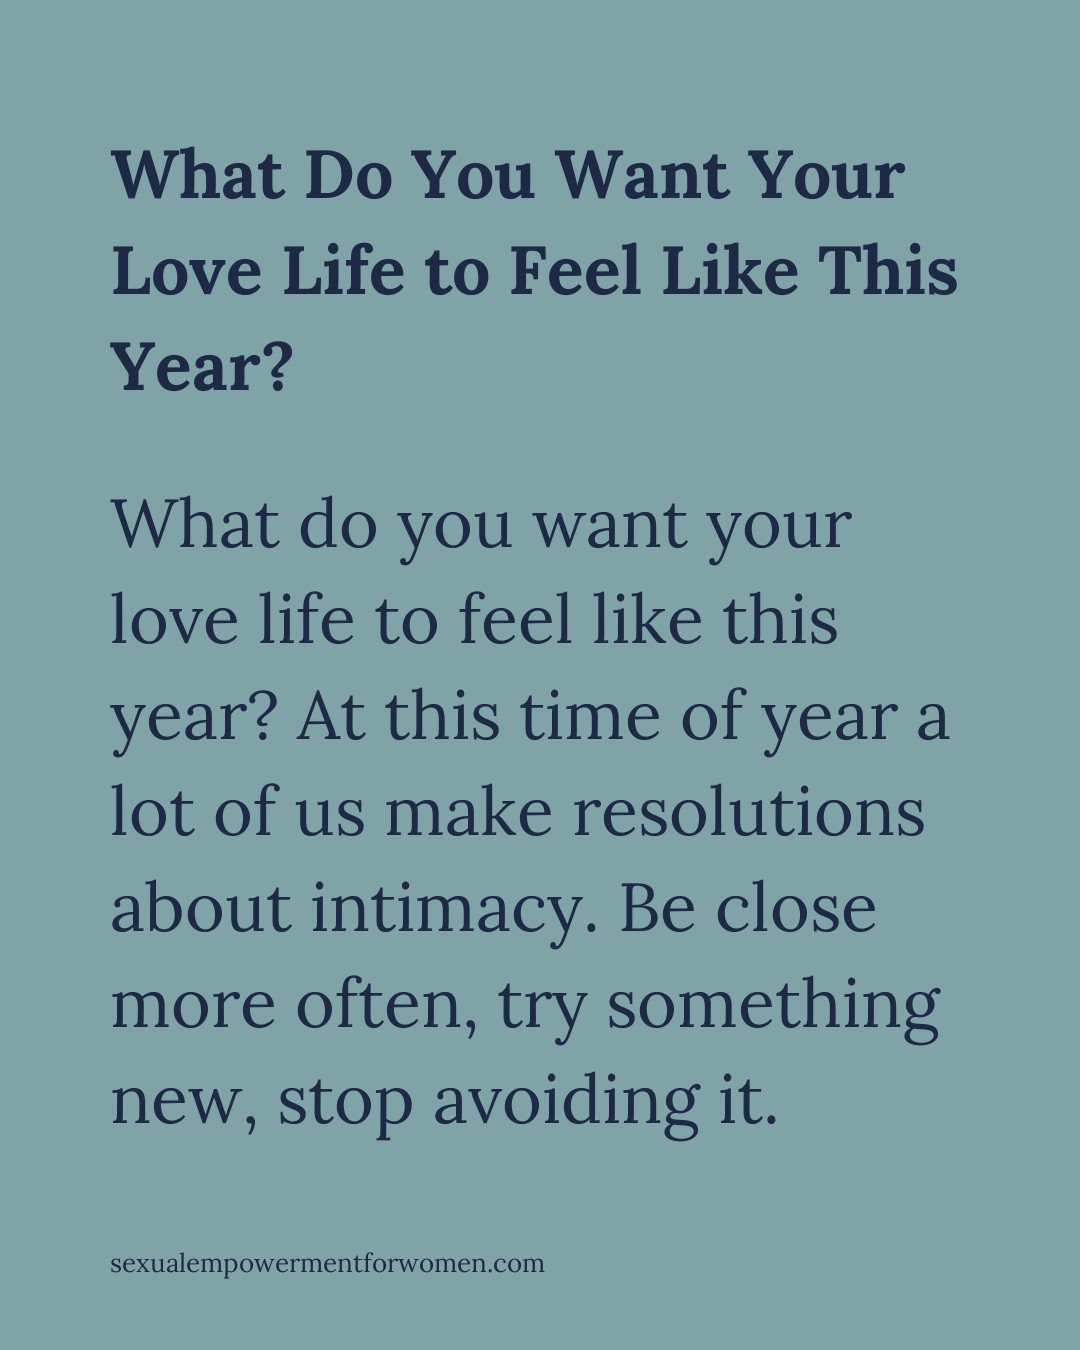 What Do You Want Your
Love Life to Feel Like This
Year?
What do you want your
love life to feel like this
year? At this time of year a
lot of us make resolutions
about intimacy. Be close
more often, try something
new, stop avoiding it.
sexualempowermentforwomen.com